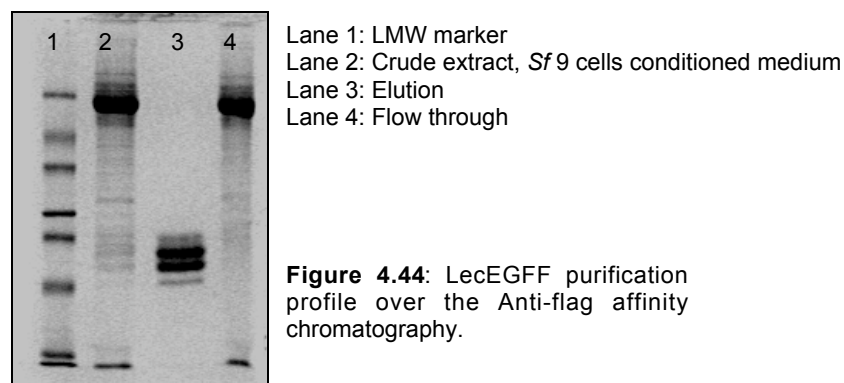 1 2 3 4
Lane 1: LMW marker
Lane 2: Crude extract, Sf 9 cells conditioned medium
Lane 3: Elution
Lane 4: Flow through
Figure 4.44: LecEGFF purification
profile over the Anti-flag affinity
chromatography.